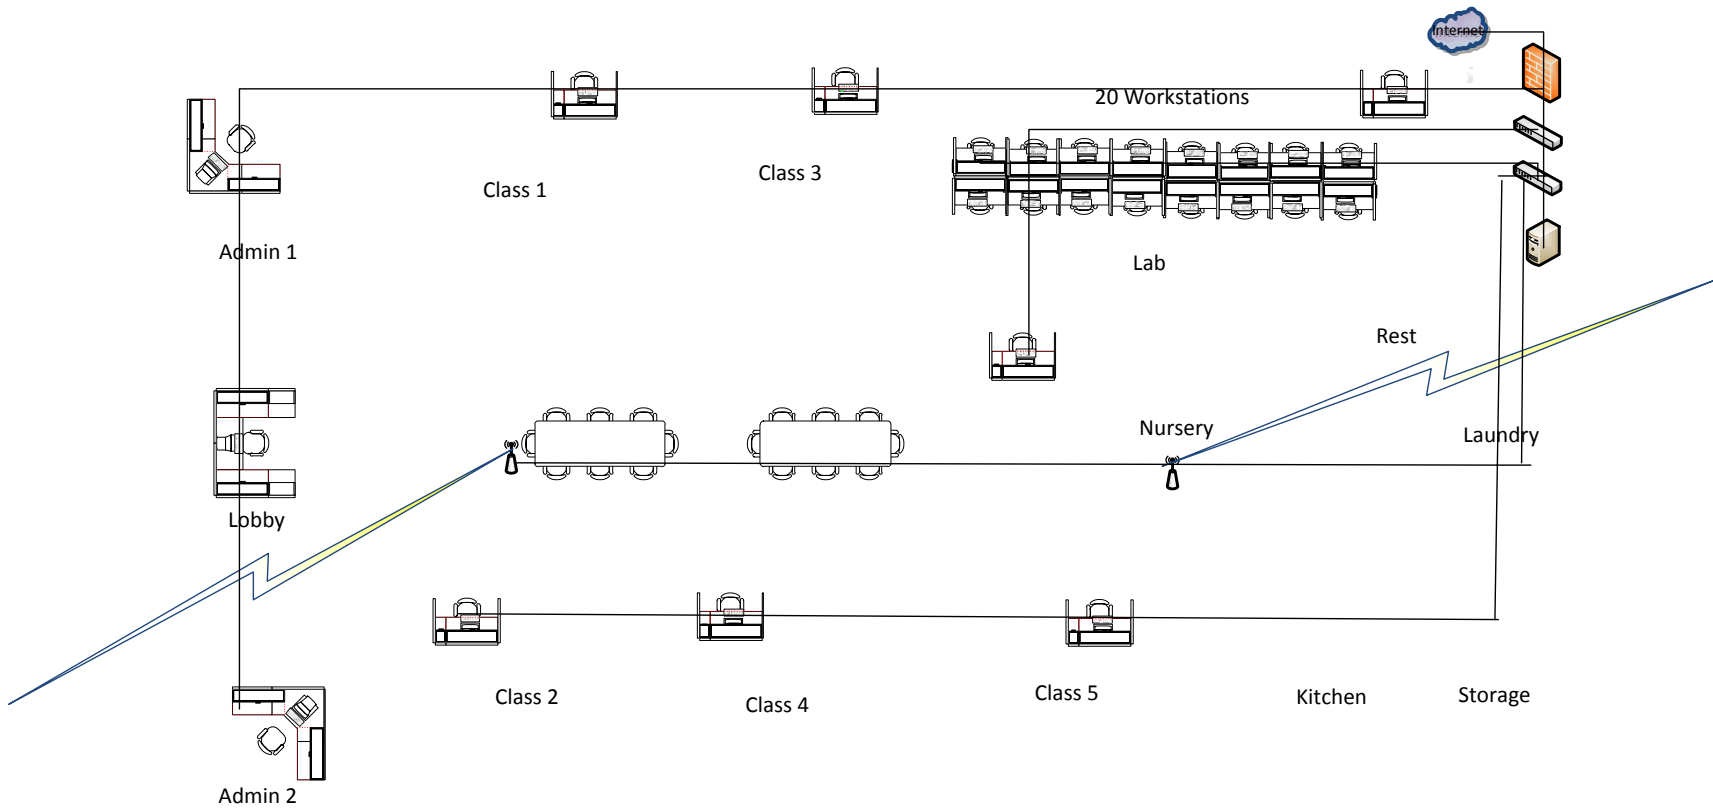 Internet
20 Workstations
Class 3
Class 1
Admin 1
Lab
Rest
Nursery
Laundry
Lobby
Class 2
Class 4
Class 5
Kitchen
Storage
Admin 2